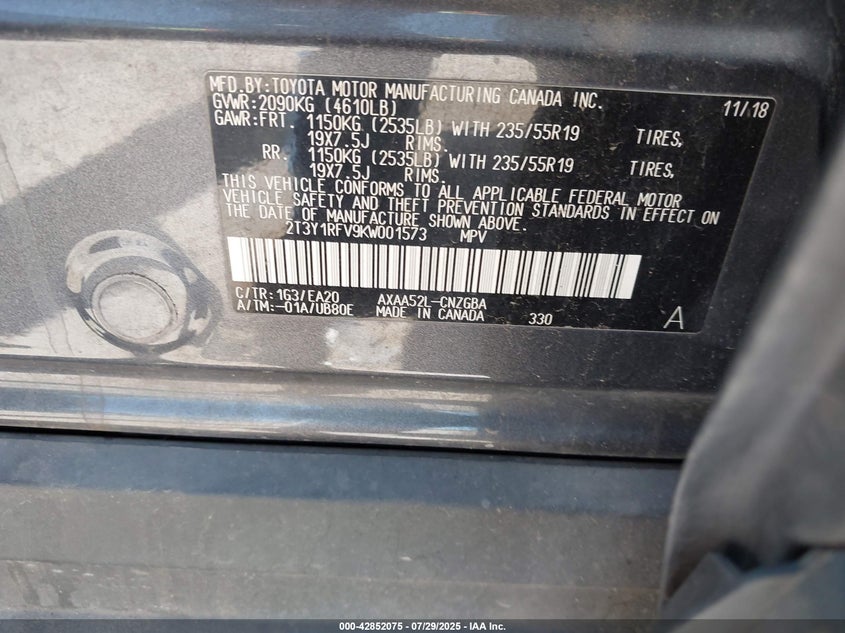 MFD.BY:TOYOTA MOTOR MANUFACTURING CANADA INC.
GVWR:2090KG (4610LB) 11/18
GAWR:FRT. 1150KG (2535LB) WITH 235/55R19 TIRES,
19X7.5J RIMS.
RR. 1150KG (2535LB) WITH 235/55R19 TIRES,
19X7.5J RIMS.
THIS VEHICLE CONFORMS TO ALL APPLICABLE FEDERAL MOTOR
VEHICLE SAFETY AND THEFT PREVENTION STANDARDS IN EFFECT ON
THE DATE OF MANUFACTURE SHOWN ABOVE.
2T3Y1RFV9KW001573 MPV
C/TR:1G3/EA20 AXAA52L-CNZGBA
A/TM:-01A/UB80E MADE IN CANADA 330 A
000-42852075 | 07/29/2025 - IAA Inc.